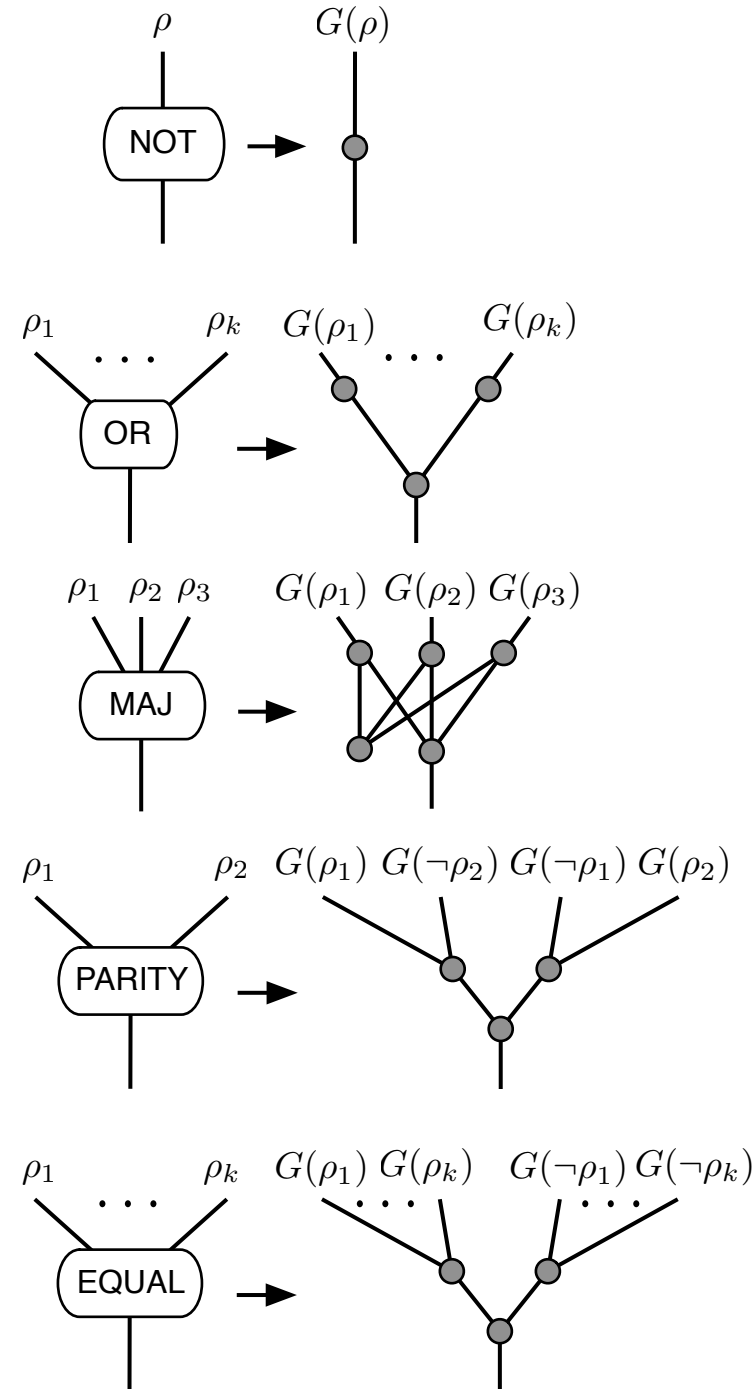 ρ G(ρ)
NOT
ρ₁ . . . ρₖ G(ρ₁) . . . G(ρₖ)
OR
ρ₁ ρ₂ ρ₃ G(ρ₁) G(ρ₂) G(ρ₃)
MAJ
ρ₁ ρ₂ G(ρ₁) G(¬ρ₂) G(¬ρ₁) G(ρ₂)
PARITY
ρ₁ . . . ρₖ G(ρ₁) . . . G(ρₖ) G(¬ρ₁) . . . G(¬ρₖ)
EQUAL